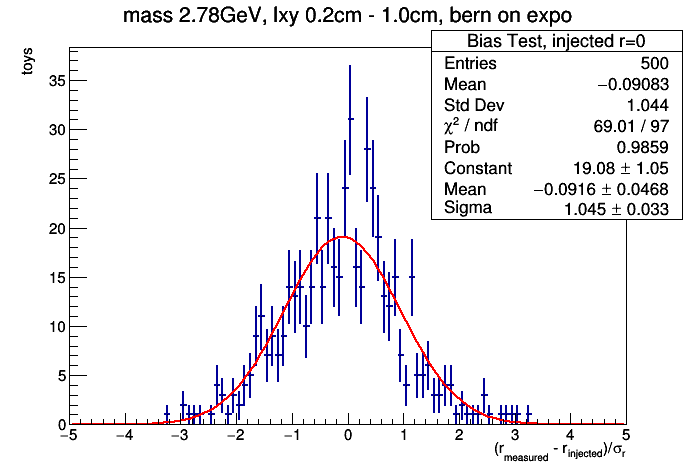 mass 2.78GeV, lxy 0.2cm - 1.0cm, bern on expo
toys
Bias Test, injected r=0
Entries 500
Mean −0.09083
Std Dev 1.044
χ² / ndf 69.01 / 97
Prob 0.9859
Constant 19.08 ± 1.05
Mean −0.0916 ± 0.0468
Sigma 1.045 ± 0.033
35
30
25
20
15
10
5
0
−5 −4 −3 −2 −1 0 1 2 3 4 5
(r_measured - r_injected)/σ_r